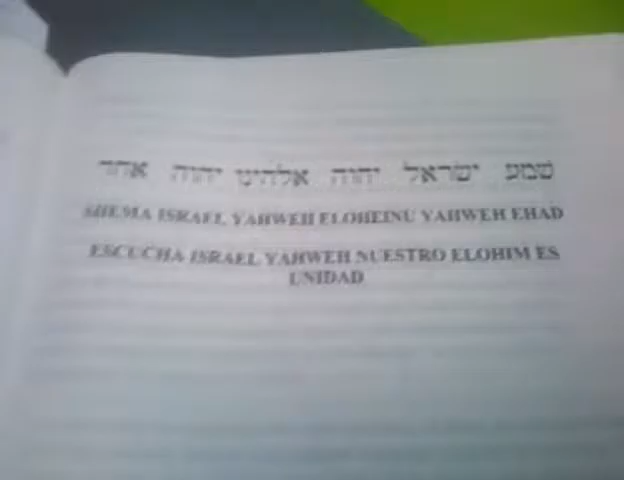 שמע ישראל יהוה אלהינו יהוה אחד
SHEMA ISRAEL YAHWEH ELOHEINU YAHWEH EHAD
ESCUCHA ISRAEL YAHWEH NUESTRO ELOHIM ES
UNIDAD